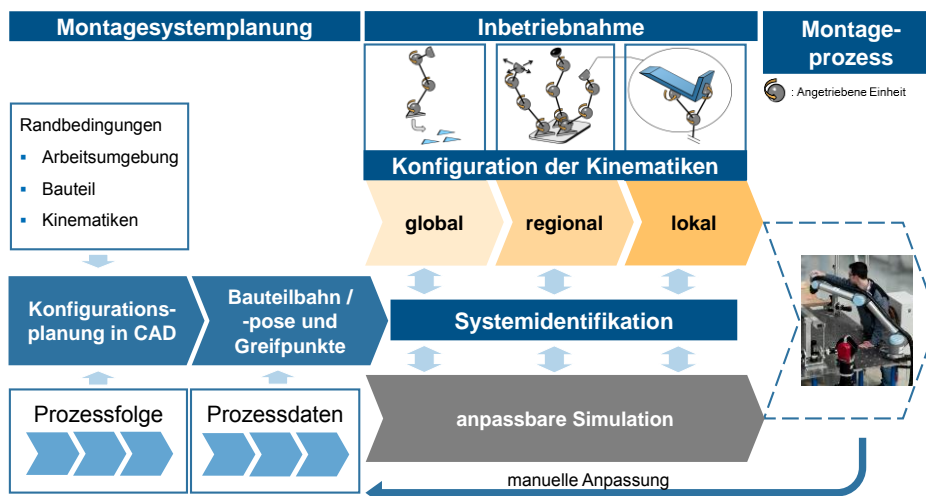 Montagesystemplanung
Inbetriebnahme
Montage-
prozess
: Angetriebene Einheit
Randbedingungen
▪ Arbeitsumgebung
▪ Bauteil
▪ Kinematiken
Konfiguration der Kinematiken
global
regional
lokal
Konfigurations-
planung in CAD
Bauteilbahn /
-pose und
Greifpunkte
Systemidentifikation
Prozessfolge
Prozessdaten
anpassbare Simulation
manuelle Anpassung